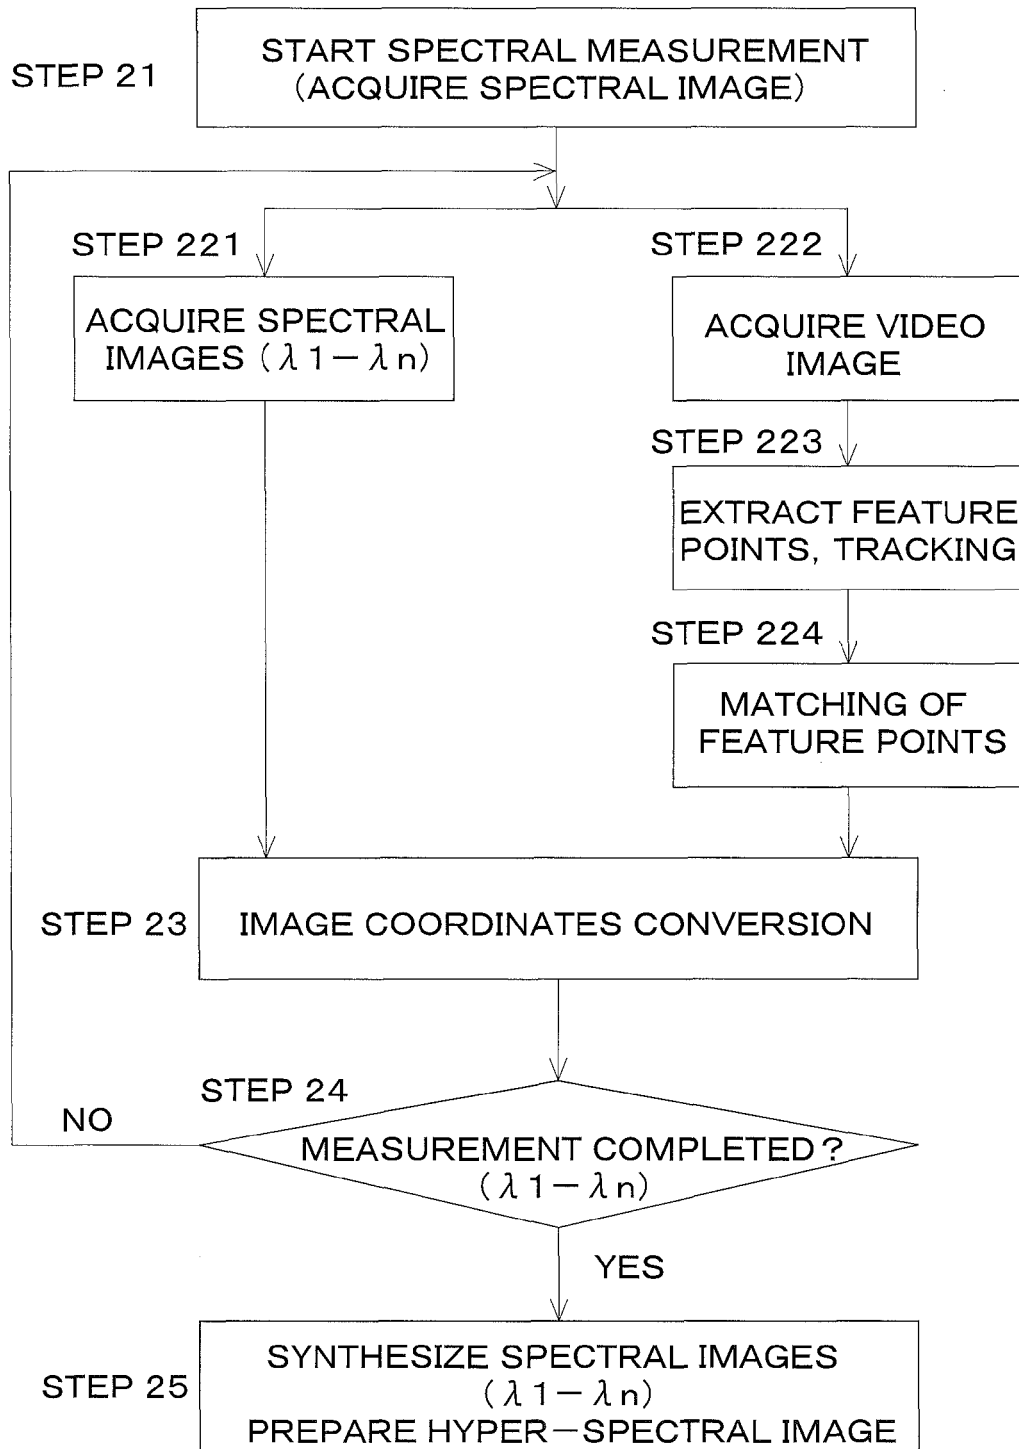 STEP 21
START SPECTRAL MEASUREMENT
(ACQUIRE SPECTRAL IMAGE)
STEP 221
ACQUIRE SPECTRAL
IMAGES (λ1−λn)
STEP 222
ACQUIRE VIDEO
IMAGE
STEP 223
EXTRACT FEATURE
POINTS, TRACKING
STEP 224
MATCHING OF
FEATURE POINTS
STEP 23
IMAGE COORDINATES CONVERSION
STEP 24
NO
MEASUREMENT COMPLETED?
(λ1−λn)
YES
STEP 25
SYNTHESIZE SPECTRAL IMAGES
(λ1−λn)
PREPARE HYPER−SPECTRAL IMAGE